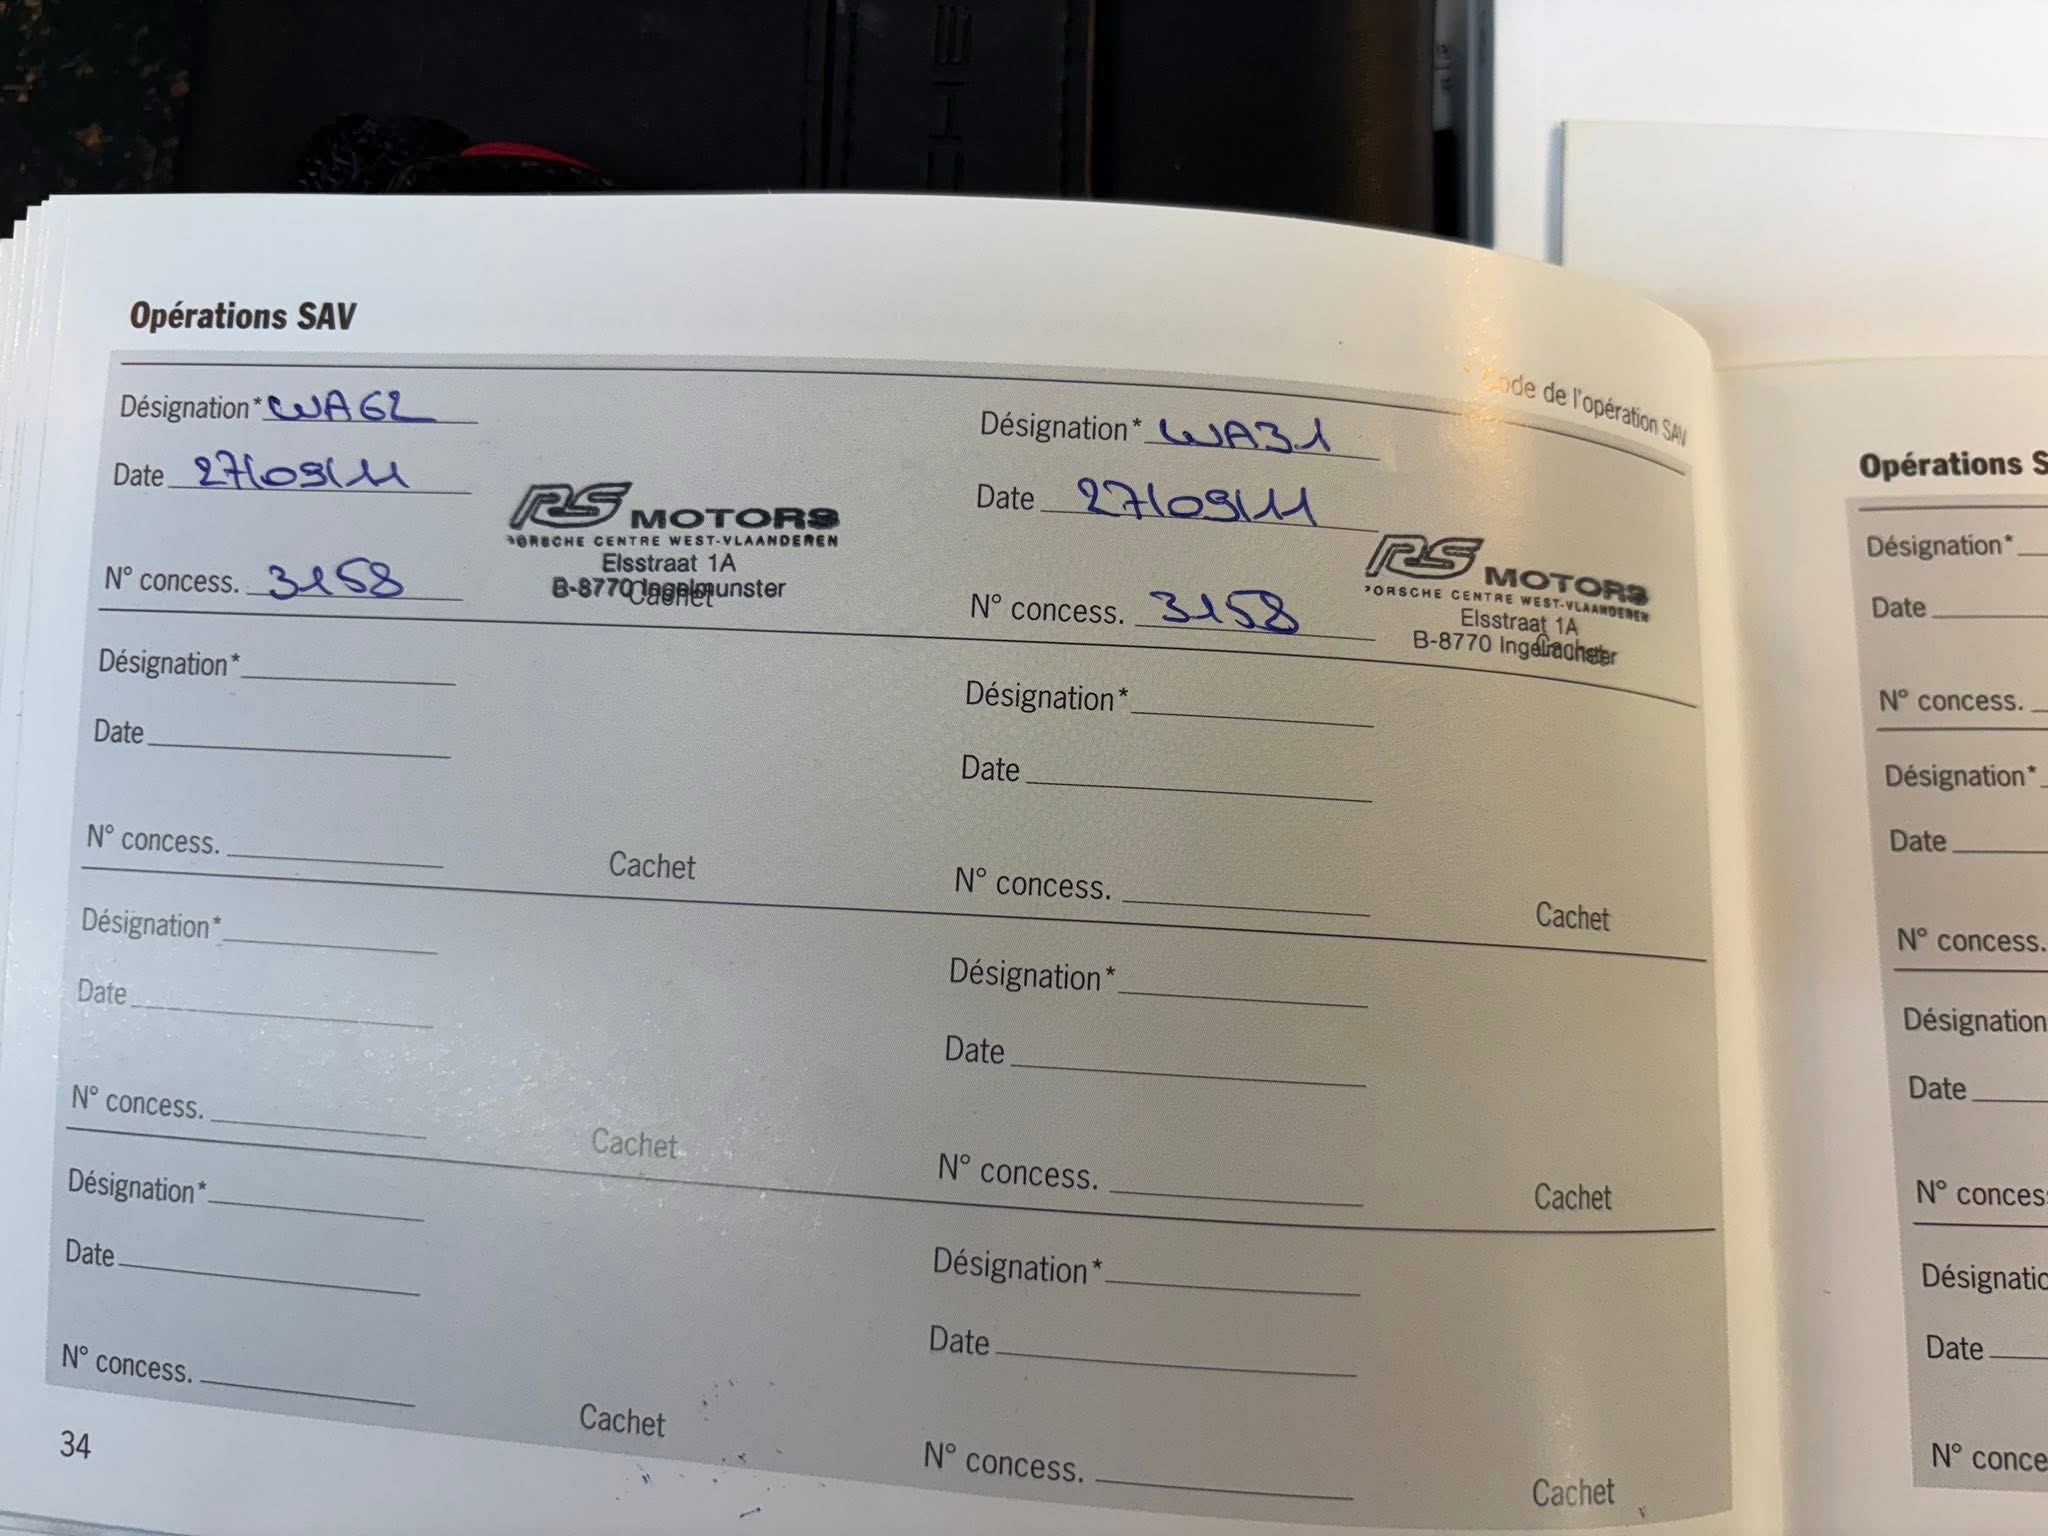 Opérations SAV
* Code de l'opération SAV
Désignation* WA62
Date 27/09/11
N° concess. 3158
RS MOTORS
PORSCHE CENTRE WEST-VLAANDEREN
Elsstraat 1A
B-8770 Ingelmunster
Cachet
Désignation* WA31
Date 27/09/11
N° concess. 3158
RS MOTORS
PORSCHE CENTRE WEST-VLAANDEREN
Elsstraat 1A
B-8770 Ingelmunster
Cachet
Désignation*
Date
N° concess.
Cachet
Désignation*
Date
N° concess.
Cachet
Désignation*
Date
N° concess.
Cachet
Désignation*
Date
N° concess.
Cachet
Désignation*
Date
N° concess.
Cachet
Désignation*
Date
N° concess.
Cachet
34
Opérations S
Désignation*
Date
N° concess.
Désignation*
Date
N° concess.
Désignation
Date
N° conces
Désignatio
Date
N° conce